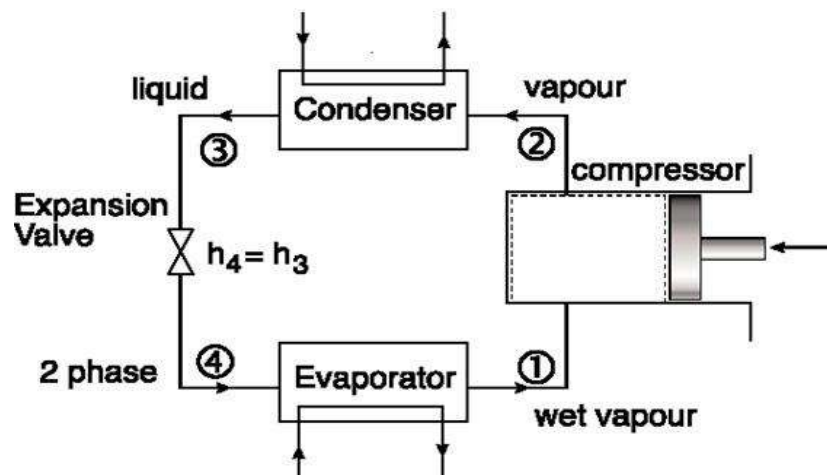 liquid
Condenser
vapour
③
②
compressor
Expansion
Valve
h₄ = h₃
2 phase
④
Evaporator
①
wet vapour